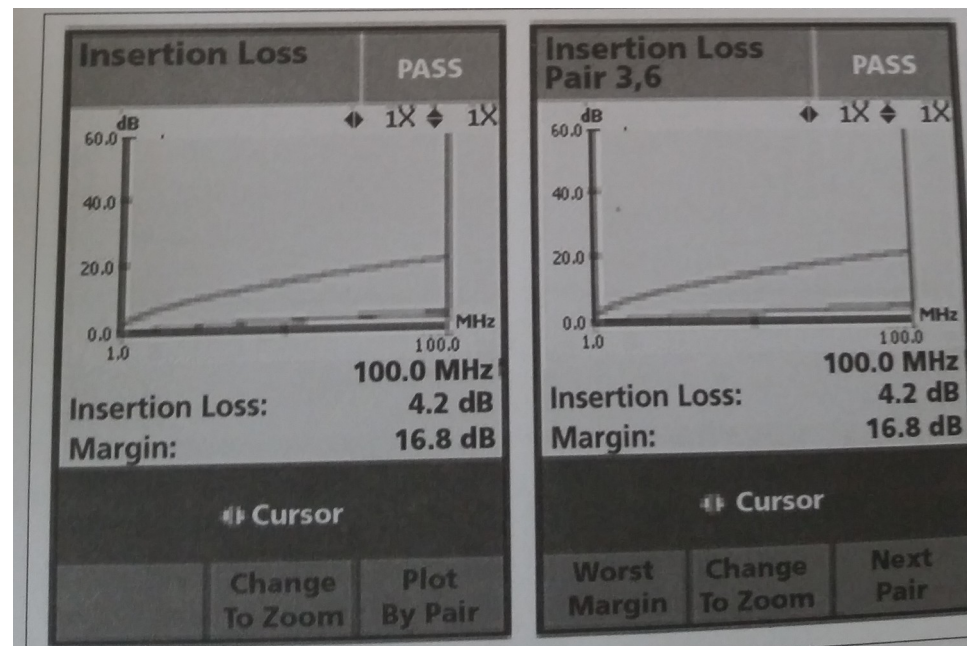 Insertion Loss
PASS
dB
1X
1X
60.0
40.0
20.0
0.0
MHz
1.0
100.0
100.0 MHz
Insertion Loss:
4.2 dB
Margin:
16.8 dB
Cursor
Change
To Zoom
Plot
By Pair
Insertion Loss
Pair 3,6
PASS
dB
1X
1X
60.0
40.0
20.0
0.0
MHz
1.0
100.0
100.0 MHz
Insertion Loss:
4.2 dB
Margin:
16.8 dB
Cursor
Worst
Margin
Change
To Zoom
Next
Pair